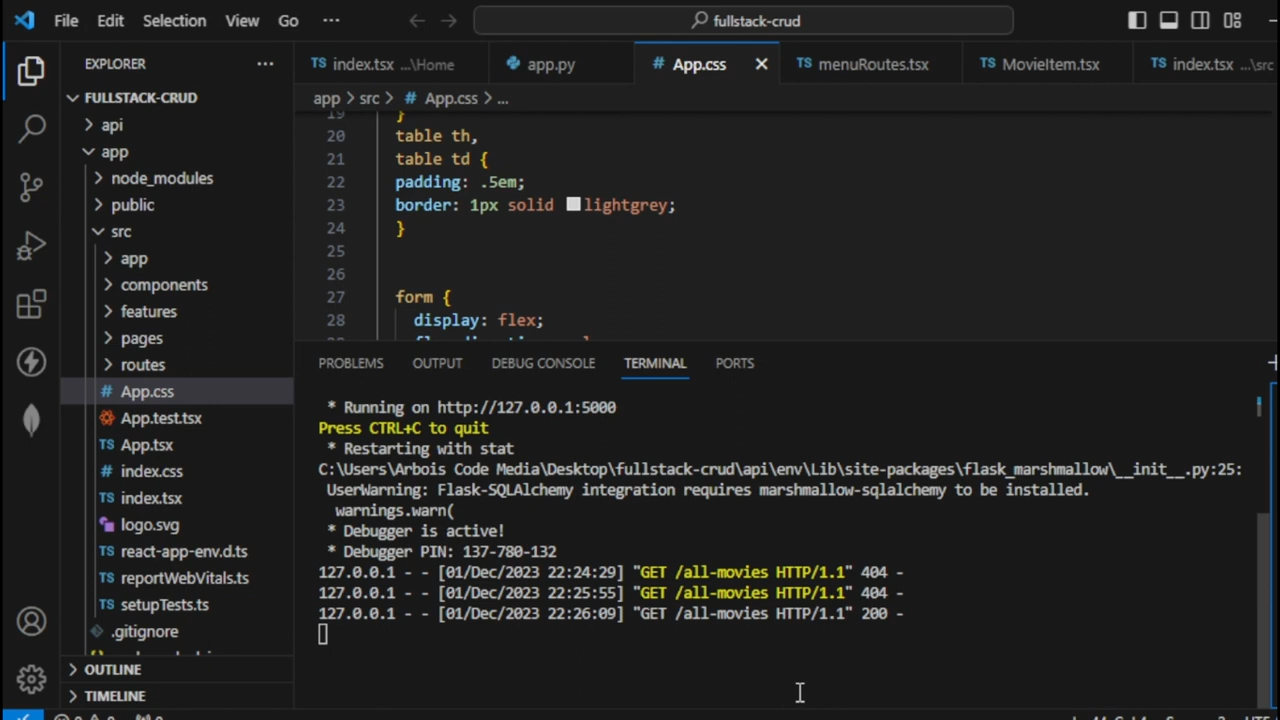 File Edit Selection View Go ··· fullstack-crud
EXPLORER ···
index.tsx ...\Home
app.py
# App.css
TS menuRoutes.tsx
TS MovieItem.tsx
TS index.tsx ...\src
app > src > # App.css > ...
FULLSTACK-CRUD
api
app
node_modules
public
src
app
components
features
pages
routes
# App.css
App.test.tsx
TS App.tsx
# index.css
TS index.tsx
logo.svg
TS react-app-env.d.ts
TS reportWebVitals.ts
TS setupTests.ts
.gitignore
OUTLINE
TIMELINE
19 }
20 table th,
21 table td {
22 padding: .5em;
23 border: 1px solid lightgrey;
24 }
25
26
27 form {
28 display: flex;
PROBLEMS OUTPUT DEBUG CONSOLE TERMINAL PORTS
* Running on http://127.0.0.1:5000
Press CTRL+C to quit
* Restarting with stat
C:\Users\Arbois Code Media\Desktop\fullstack-crud\api\env\Lib\site-packages\flask_marshmallow\__init__.py:25:
UserWarning: Flask-SQLAlchemy integration requires marshmallow-sqlalchemy to be installed.
warnings.warn(
* Debugger is active!
* Debugger PIN: 137-780-132
127.0.0.1 - - [01/Dec/2023 22:24:29] "GET /all-movies HTTP/1.1" 404 -
127.0.0.1 - - [01/Dec/2023 22:25:55] "GET /all-movies HTTP/1.1" 404 -
127.0.0.1 - - [01/Dec/2023 22:26:09] "GET /all-movies HTTP/1.1" 200 -